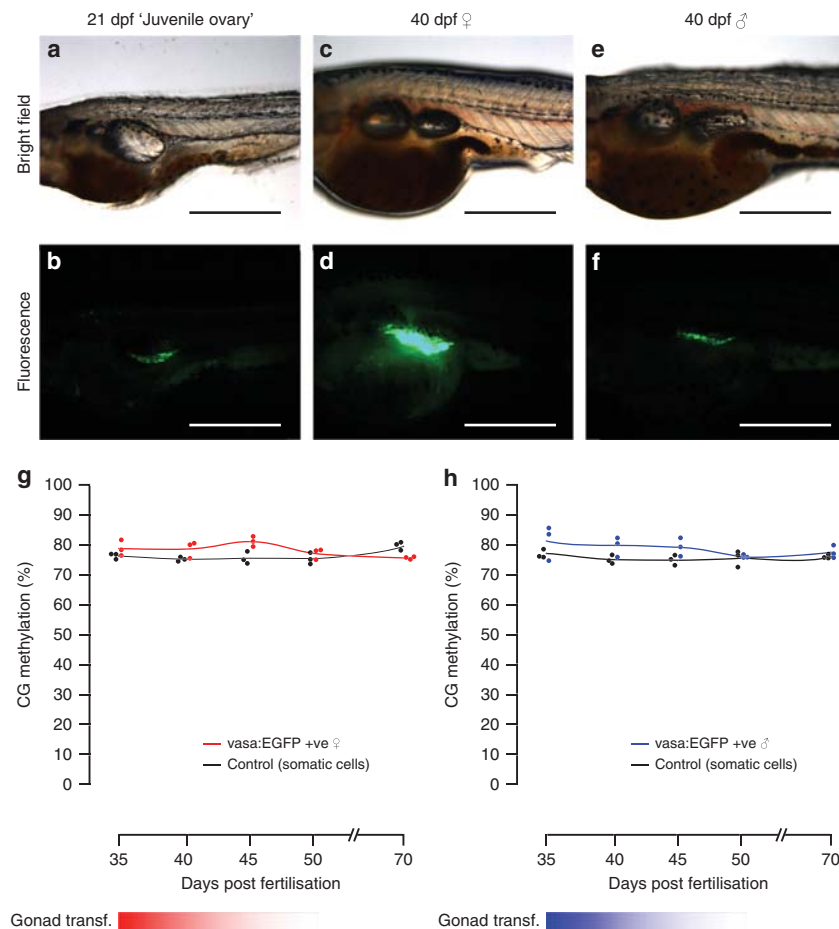 21 dpf ‘Juvenile ovary’ 40 dpf ♀ 40 dpf ♂
a c e
Bright field
b d f
Fluorescence
g
100
90
80
70
60
50
40
30
20
10
0
CG methylation (%)
vasa:EGFP +ve ♀
Control (somatic cells)
35 40 45 50 70
Days post fertilisation
Gonad transf.
h
100
90
80
70
60
50
40
30
20
10
0
CG methylation (%)
vasa:EGFP +ve ♂
Control (somatic cells)
35 40 45 50 70
Days post fertilisation
Gonad transf.